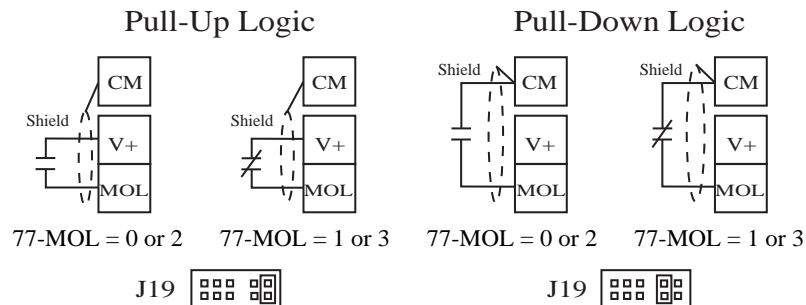 Pull-Up Logic
Pull-Down Logic
CM
Shield
V+
MOL
CM
Shield
V+
MOL
Shield
CM
V+
MOL
Shield
CM
V+
MOL
77-MOL = 0 or 2
77-MOL = 1 or 3
77-MOL = 0 or 2
77-MOL = 1 or 3
J19
J19